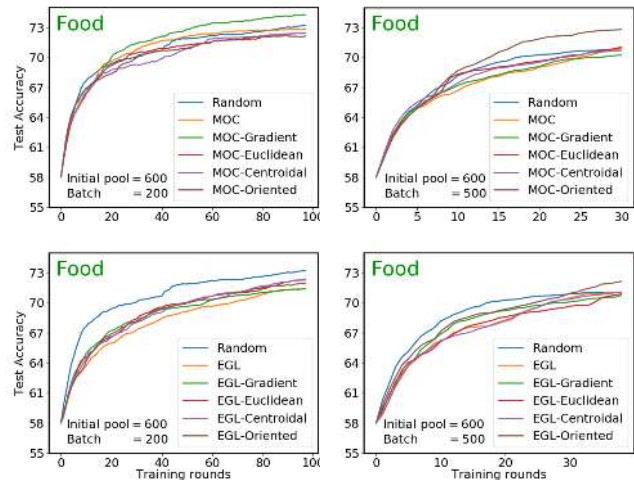 Food
Test Accuracy
73
70
67
64
61
58
55
Random
MOC
MOC-Gradient
MOC-Euclidean
MOC-Centroidal
MOC-Oriented
Initial pool = 600
Batch = 200
0 20 40 60 80 100
Food
73
70
67
64
61
58
55
Random
MOC
MOC-Gradient
MOC-Euclidean
MOC-Centroidal
MOC-Oriented
Initial pool = 600
Batch = 500
0 5 10 15 20 25 30
Food
Test Accuracy
73
70
67
64
61
58
55
Random
EGL
EGL-Gradient
EGL-Euclidean
EGL-Centroidal
EGL-Oriented
Initial pool = 600
Batch = 200
0 20 40 60 80 100
Training rounds
Food
73
70
67
64
61
58
55
Random
EGL
EGL-Gradient
EGL-Euclidean
EGL-Centroidal
EGL-Oriented
Initial pool = 600
Batch = 500
0 10 20 30
Training rounds